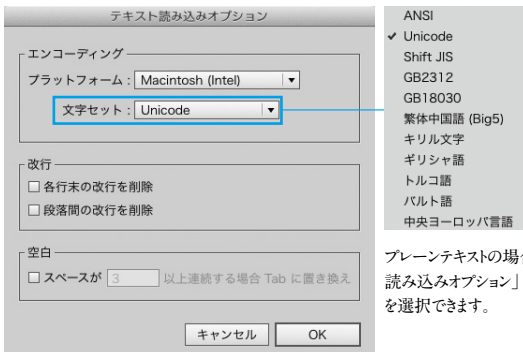 テキスト読み込みオプション
エンコーディング
プラットフォーム： Macintosh (Intel)
文字セット： Unicode
改行
各行末の改行を削除
段落間の改行を削除
空白
スペースが 3 以上連続する場合 Tab に置き換え
キャンセル OK
ANSI
✓ Unicode
Shift JIS
GB2312
GB18030
繁体中国語 (Big5)
キリル文字
ギリシャ語
トルコ語
バルト語
中央ヨーロッパ言語
プレーンテキストの場
読み込みオプション」
を選択できます。